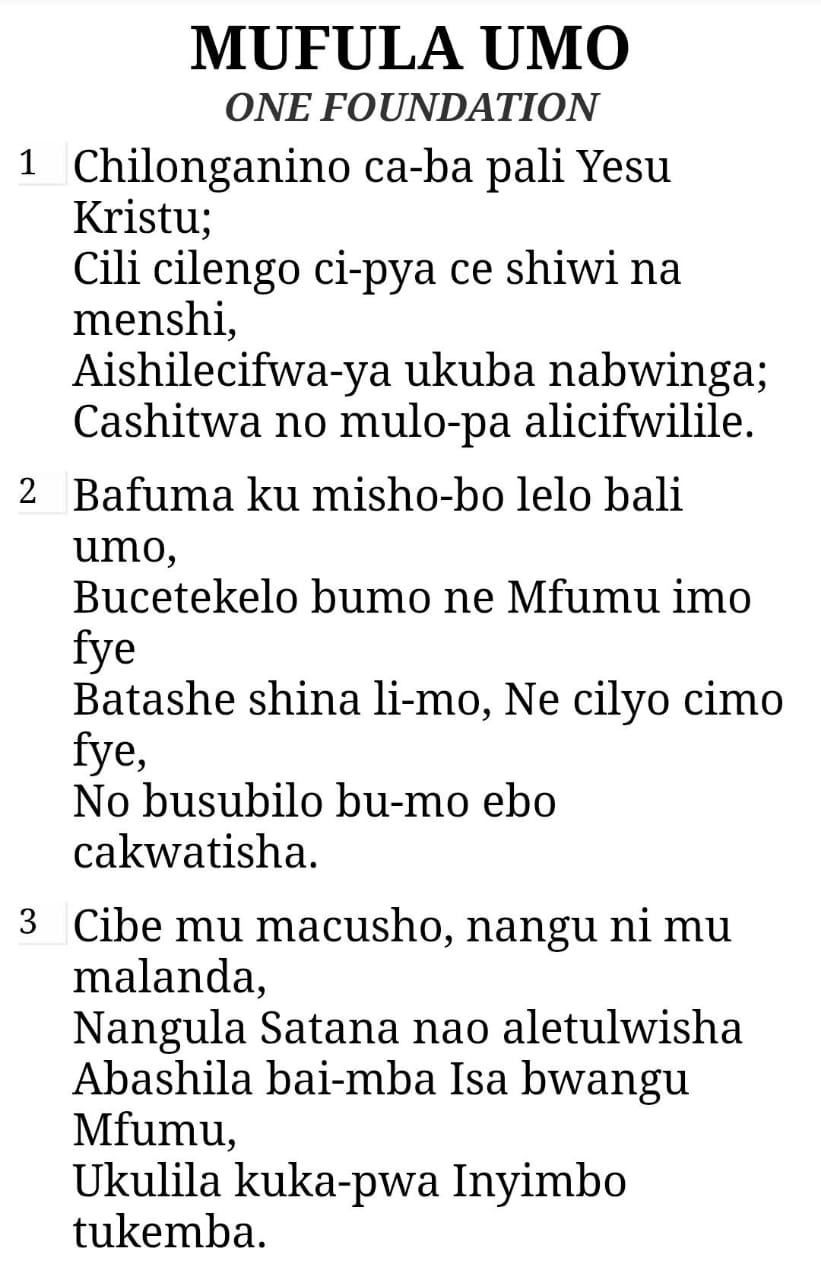 MUFULA UMO
ONE FOUNDATION
1 Chilonganino ca-ba pali Yesu
Kristu;
Cili cilengo ci-pya ce shiwi na
menshi,
Aishilecifwa-ya ukuba nabwinga;
Cashitwa no mulo-pa alicifwilile.
2 Bafuma ku misho-bo lelo bali
umo,
Bucetekelo bumo ne Mfumu imo
fye
Batashe shina li-mo, Ne cilyo cimo
fye,
No busubilo bu-mo ebo
cakwatisha.
3 Cibe mu macusho, nangu ni mu
malanda,
Nangula Satana nao aletulwisha
Abashila bai-mba Isa bwangu
Mfumu,
Ukulila kuka-pwa Inyimbo
tukemba.